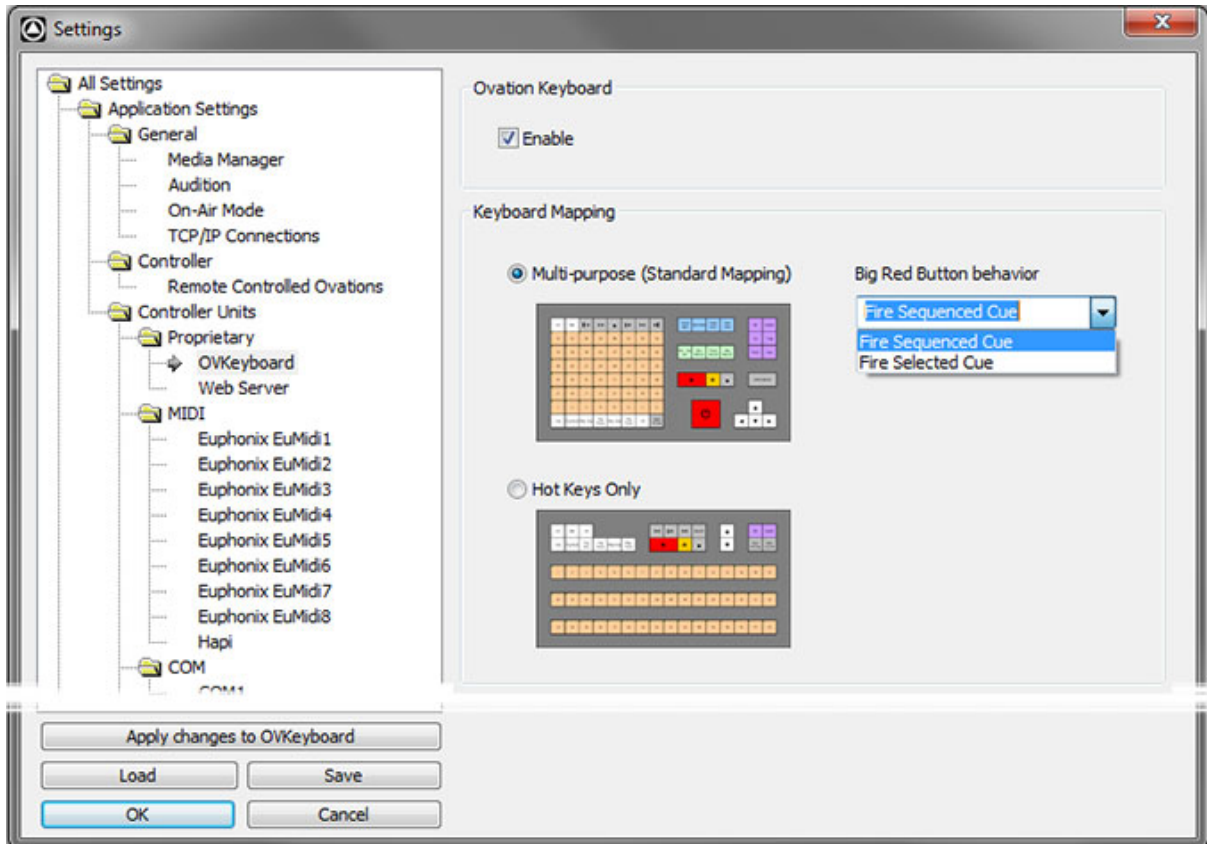 Settings
All Settings
Application Settings
General
Media Manager
Audition
On-Air Mode
TCP/IP Connections
Controller
Remote Controlled Ovations
Controller Units
Proprietary
OVKeyboard
Web Server
MIDI
Euphonix EuMidi1
Euphonix EuMidi2
Euphonix EuMidi3
Euphonix EuMidi4
Euphonix EuMidi5
Euphonix EuMidi6
Euphonix EuMidi7
Euphonix EuMidi8
Hapi
COM
COM1
Apply changes to OVKeyboard
Load
Save
OK
Cancel
Ovation Keyboard
Enable
Keyboard Mapping
Multi-purpose (Standard Mapping)
Big Red Button behavior
Fire Sequenced Cue
Fire Sequenced Cue
Fire Selected Cue
Hot Keys Only